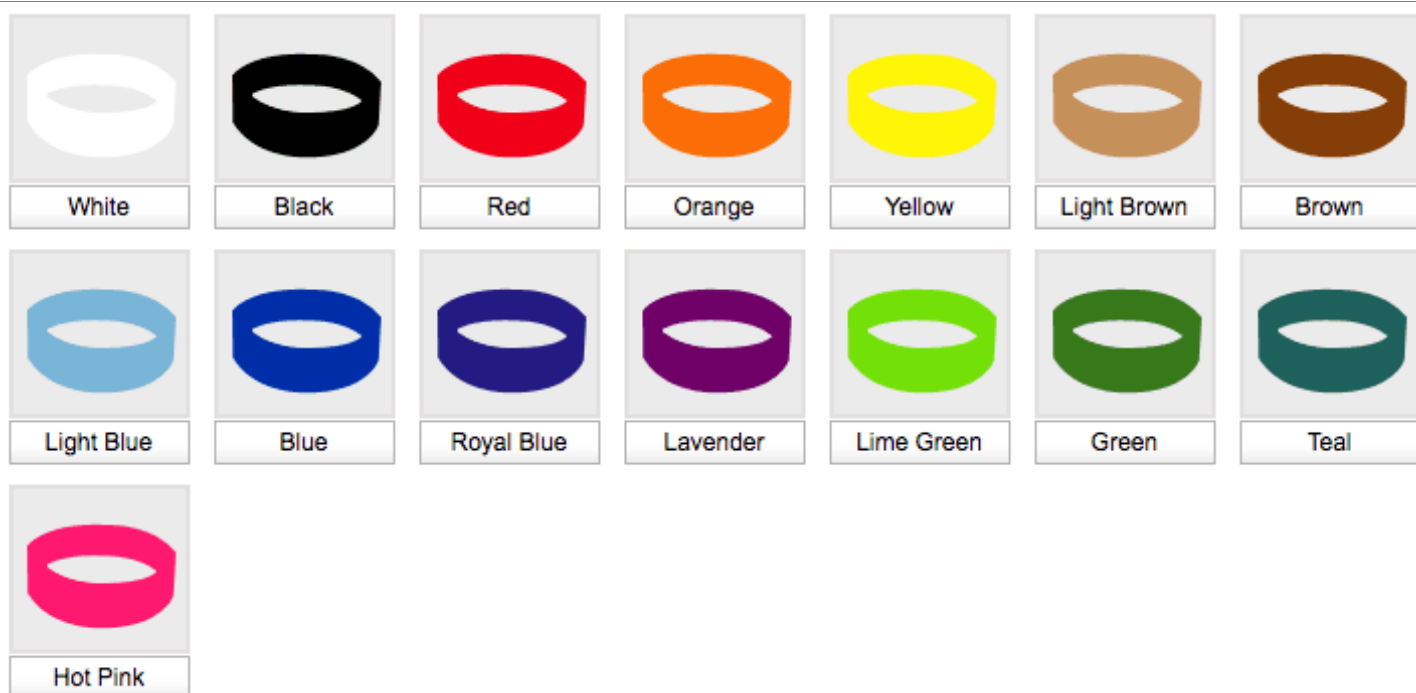 White
Black
Red
Orange
Yellow
Light Brown
Brown
Light Blue
Blue
Royal Blue
Lavender
Lime Green
Green
Teal
Hot Pink